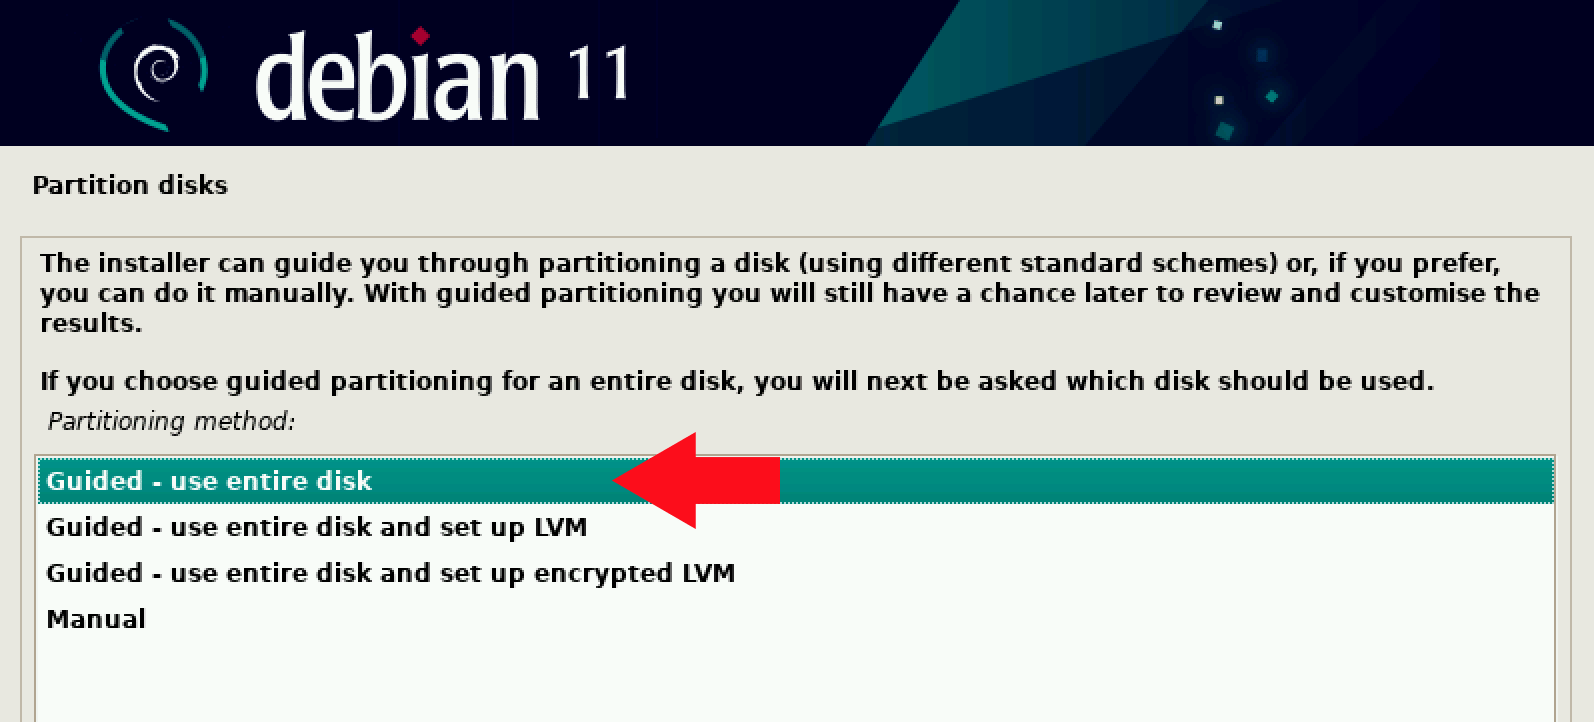 debian 11
Partition disks
The installer can guide you through partitioning a disk (using different standard schemes) or, if you prefer,
you can do it manually. With guided partitioning you will still have a chance later to review and customise the
results.
If you choose guided partitioning for an entire disk, you will next be asked which disk should be used.
Partitioning method:
Guided - use entire disk
Guided - use entire disk and set up LVM
Guided - use entire disk and set up encrypted LVM
Manual